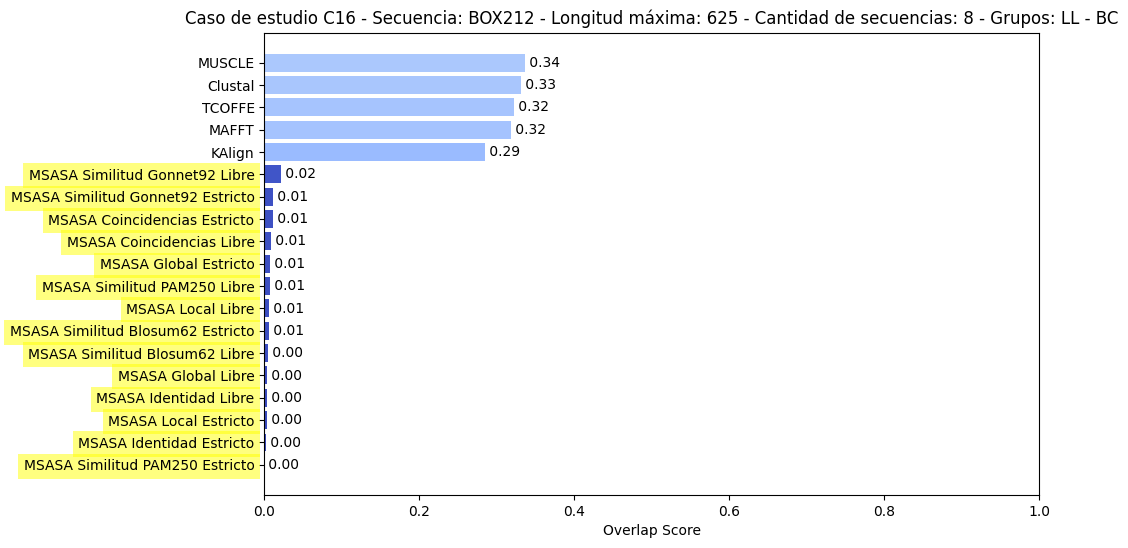 Caso de estudio C16 - Secuencia: BOX212 - Longitud máxima: 625 - Cantidad de secuencias: 8 - Grupos: LL - BC
MUSCLE 0.34
Clustal 0.33
TCOFFE 0.32
MAFFT 0.32
KAlign 0.29
MSASA Similitud Gonnet92 Libre 0.02
MSASA Similitud Gonnet92 Estricto 0.01
MSASA Coincidencias Estricto 0.01
MSASA Coincidencias Libre 0.01
MSASA Global Estricto 0.01
MSASA Similitud PAM250 Libre 0.01
MSASA Local Libre 0.01
MSASA Similitud Blosum62 Estricto 0.01
MSASA Similitud Blosum62 Libre 0.00
MSASA Global Libre 0.00
MSASA Identidad Libre 0.00
MSASA Local Estricto 0.00
MSASA Identidad Estricto 0.00
MSASA Similitud PAM250 Estricto 0.00
0.0 0.2 0.4 0.6 0.8 1.0
Overlap Score